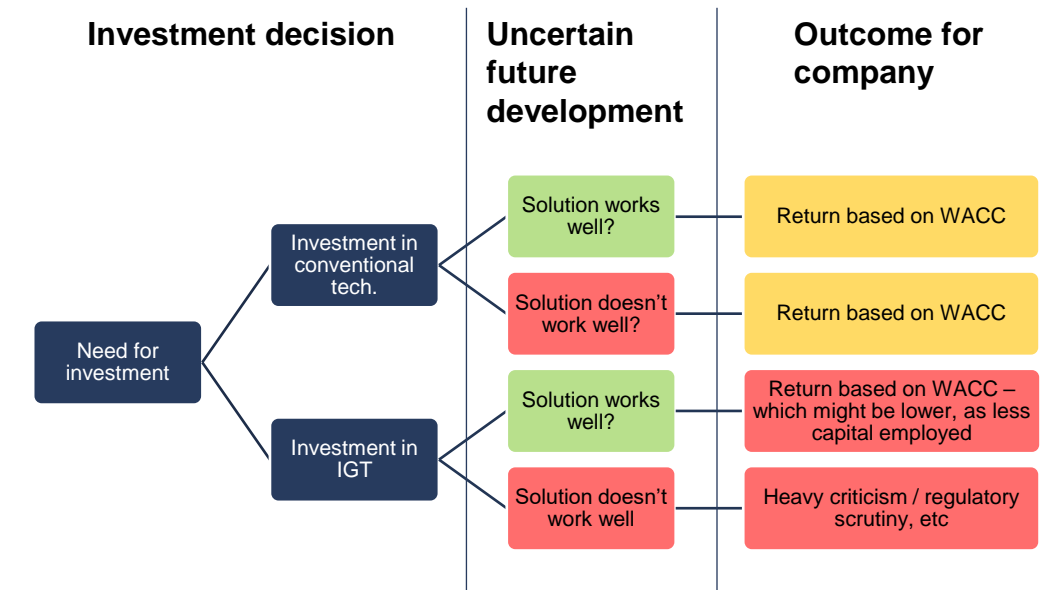 Investment decision
Uncertain
future
development
Outcome for
company
Need for
investment
Investment in
conventional
tech.
Investment in
IGT
Solution works
well?
Return based on WACC
Solution doesn’t
work well?
Return based on WACC
Solution works
well?
Return based on WACC –
which might be lower, as less
capital employed
Solution doesn’t
work well
Heavy criticism / regulatory
scrutiny, etc